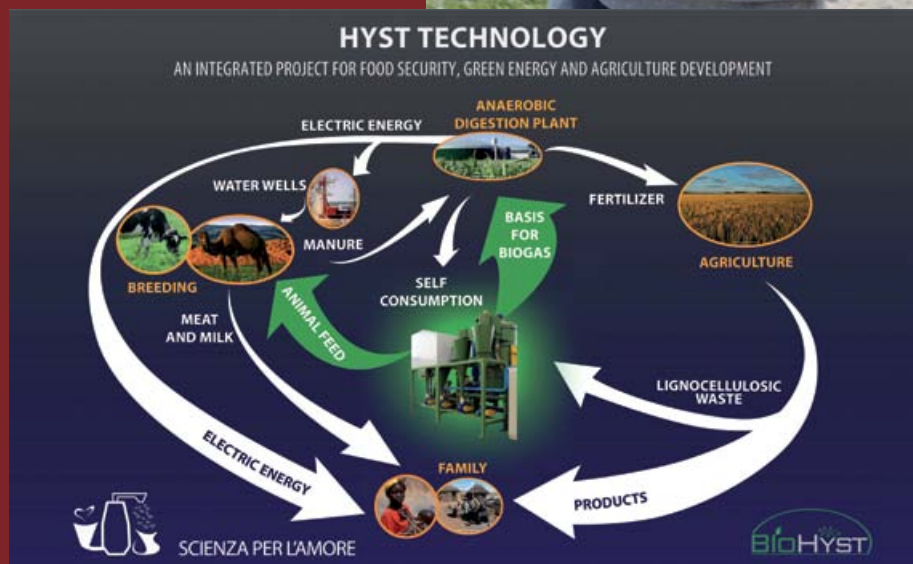 HYST TECHNOLOGY
AN INTEGRATED PROJECT FOR FOOD SECURITY, GREEN ENERGY AND AGRICULTURE DEVELOPMENT
ANAEROBIC
DIGESTION PLANT
ELECTRIC ENERGY
WATER WELLS
FERTILIZER
BASIS
FOR
BIOGAS
MANURE
AGRICULTURE
BREEDING
SELF
CONSUMPTION
MEAT
AND MILK
ANIMAL FEED
LIGNOCELLULOSIC
WASTE
ELECTRIC ENERGY
FAMILY
PRODUCTS
SCIENZA PER L'AMORE
BIOHYST